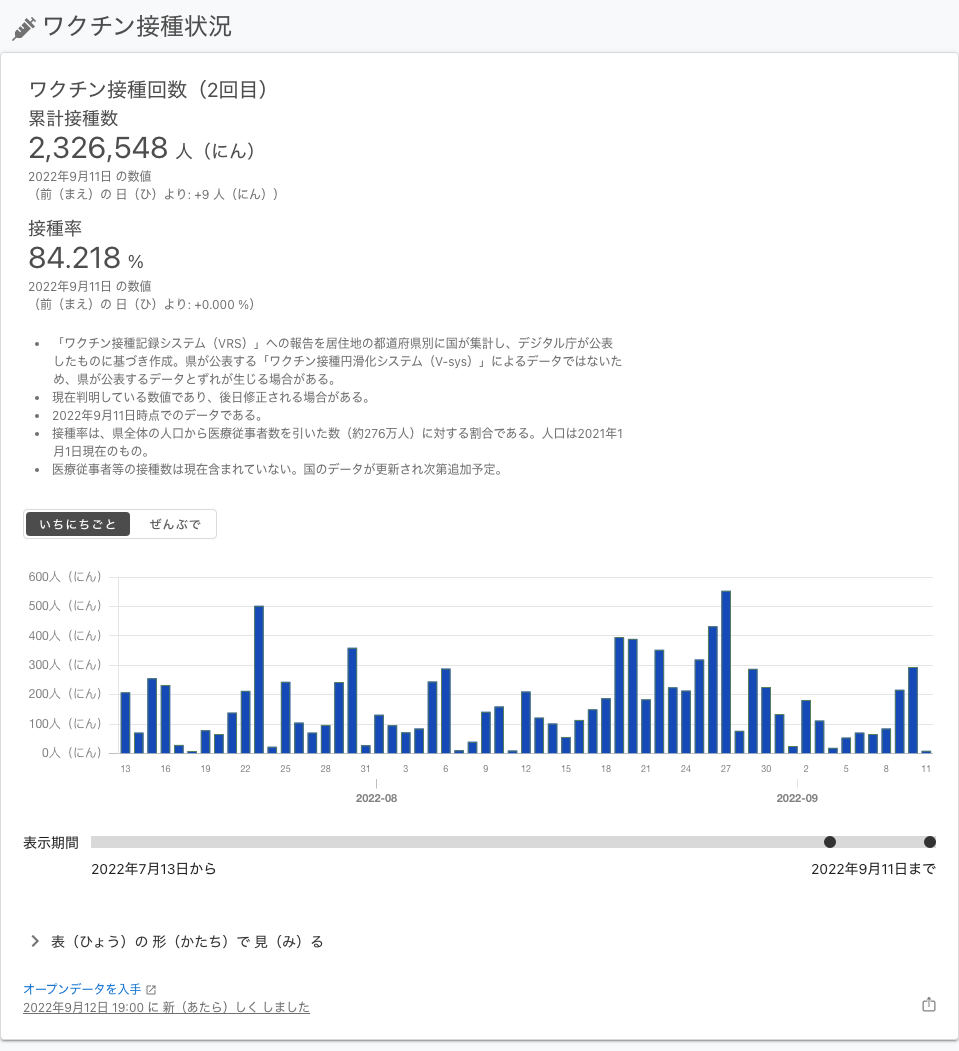 ワクチン接種状況
ワクチン接種回数（2回目）
累計接種数
2,326,548 人（にん）
2022年9月11日 の数値
（前（まえ）の 日（ひ）より: +9 人（にん））
接種率
84.218 %
2022年9月11日 の数値
（前（まえ）の 日（ひ）より: +0.000 %）
• 「ワクチン接種記録システム（VRS）」への報告を居住地の都道府県別に国が集計し、デジタル庁が公表
したものに基づき作成。県が公表する「ワクチン接種円滑化システム（V-sys）」によるデータではないた
め、県が公表するデータとずれが生じる場合がある。
• 現在判明している数値であり、後日修正される場合がある。
• 2022年9月11日時点でのデータである。
• 接種率は、県全体の人口から医療従事者数を引いた数（約276万人）に対する割合である。人口は2021年1
月1日現在のもの。
• 医療従事者等の接種数は現在含まれていない。国のデータが更新され次第追加予定。
いちにちごと ぜんぶで
600人（にん）
500人（にん）
400人（にん）
300人（にん）
200人（にん）
100人（にん）
0人（にん）
13 16 19 22 25 28 31 3 6 9 12 15 18 21 24 27 30 2 5 8 11
2022-08 2022-09
表示期間
2022年7月13日から 2022年9月11日まで
表（ひょう）の 形（かたち）で 見（み）る
オープンデータを入手
2022年9月12日 19:00 に 新（あたら）しく しました